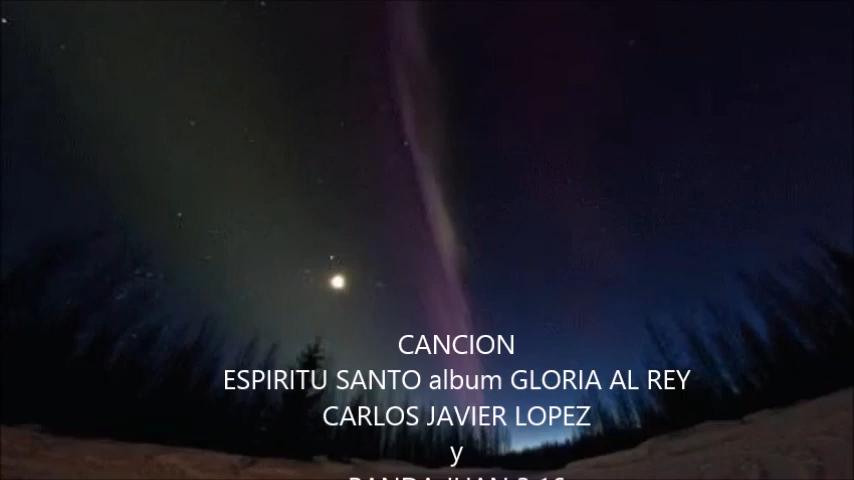 CANCION
ESPIRITU SANTO album GLORIA AL REY
CARLOS JAVIER LOPEZ
y